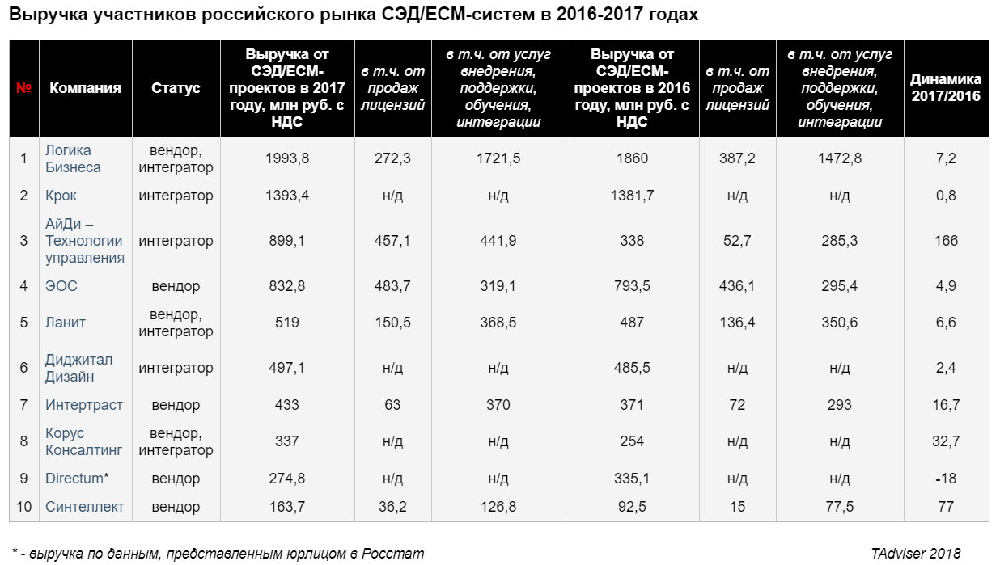 Выручка участников российского рынка СЭД/ECM-систем в 2016-2017 годах
№ Компания Статус Выручка от СЭД/ECM-проектов в 2017 году, млн руб. с НДС в т.ч. от продаж лицензий в т.ч. от услуг внедрения, поддержки, обучения, интеграции Выручка от СЭД/ECM-проектов в 2016 году, млн руб. с НДС в т.ч. от продаж лицензий в т.ч. от услуг внедрения, поддержки, обучения, интеграции Динамика 2017/2016
1 Логика Бизнеса вендор, интегратор 1993,8 272,3 1721,5 1860 387,2 1472,8 7,2
2 Крок интегратор 1393,4 н/д н/д 1381,7 н/д н/д 0,8
3 АйДи – Технологии управления интегратор 899,1 457,1 441,9 338 52,7 285,3 166
4 ЭОС вендор 832,8 483,7 319,1 793,5 436,1 295,4 4,9
5 Ланит вендор, интегратор 519 150,5 368,5 487 136,4 350,6 6,6
6 Диджитал Дизайн интегратор 497,1 н/д н/д 485,5 н/д н/д 2,4
7 Интертраст вендор 433 63 370 371 72 293 16,7
8 Корус Консалтинг вендор, интегратор 337 н/д н/д 254 н/д н/д 32,7
9 Directum* вендор 274,8 н/д н/д 335,1 н/д н/д -18
10 Синтеллект вендор 163,7 36,2 126,8 92,5 15 77,5 77
* - выручка по данным, представленным юрлицом в Росстат
TAdviser 2018